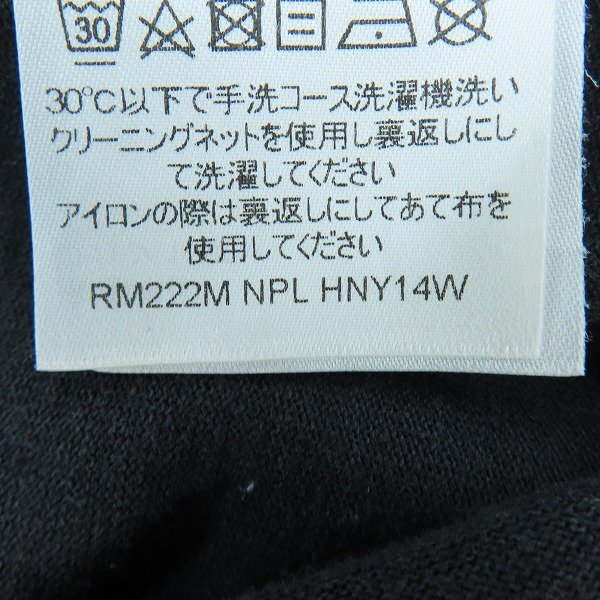 30
30°C以下で手洗コース洗濯機洗い
クリーニングネットを使用し裏返しにし
て洗濯してください
アイロンの際は裏返しにしてあて布を
使用してください
RM222M NPL HNY14W